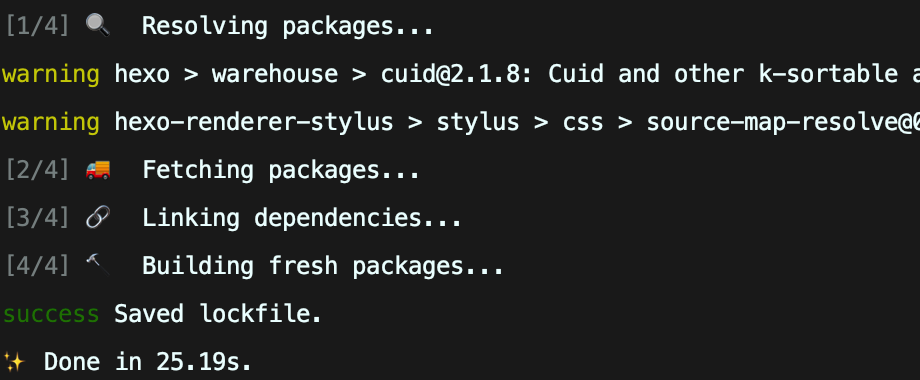 [1/4] 🔍 Resolving packages...
warning hexo > warehouse > cuid@2.1.8: Cuid and other k-sortable a
warning hexo-renderer-stylus > stylus > css > source-map-resolve@0
[2/4] 🚚 Fetching packages...
[3/4] 🔗 Linking dependencies...
[4/4] 🔨 Building fresh packages...
success Saved lockfile.
✨ Done in 25.19s.